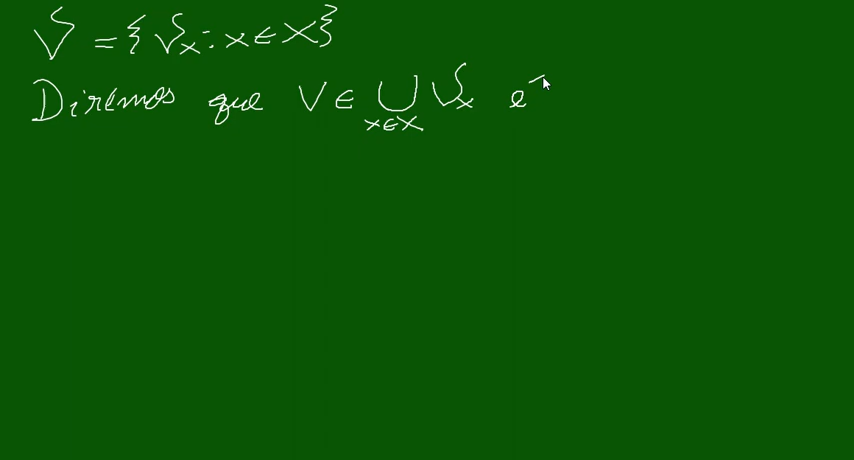 𝒱 = { 𝒱ₓ : x ∈ X }
Diremos que V ∈ ⋃_{x∈X} 𝒱ₓ e